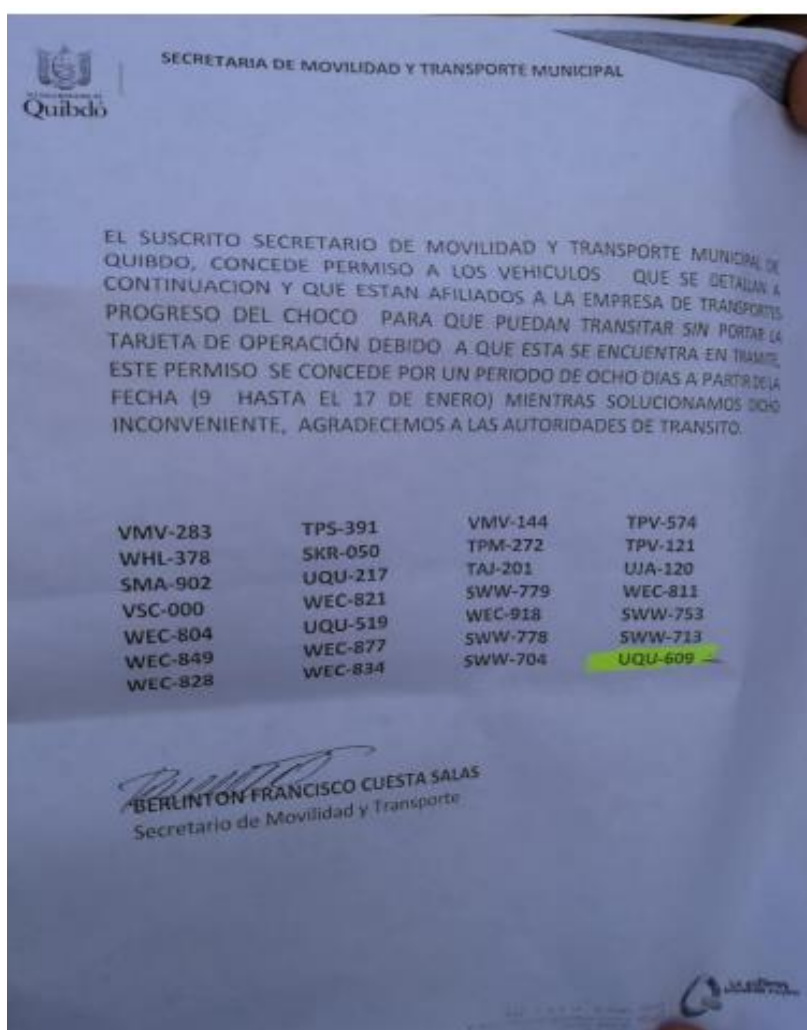 SECRETARIA DE MOVILIDAD Y TRANSPORTE MUNICIPAL
Quibdó
EL SUSCRITO SECRETARIO DE MOVILIDAD Y TRANSPORTE MUNICIPAL DE
QUIBDO, CONCEDE PERMISO A LOS VEHICULOS QUE SE DETALLAN A
CONTINUACION Y QUE ESTAN AFILIADOS A LA EMPRESA DE TRANSPORTES
PROGRESO DEL CHOCO PARA QUE PUEDAN TRANSITAR SIN PORTAR LA
TARJETA DE OPERACIÓN DEBIDO A QUE ESTA SE ENCUENTRA EN TRAMITE,
ESTE PERMISO SE CONCEDE POR UN PERIODO DE OCHO DIAS A PARTIR DE LA
FECHA (9 HASTA EL 17 DE ENERO) MIENTRAS SOLUCIONAMOS DICHO
INCONVENIENTE, AGRADECEMOS A LAS AUTORIDADES DE TRANSITO.
VMV-283 TPS-391 VMV-144 TPV-574
WHL-378 SKR-050 TPM-272 TPV-121
SMA-902 UQU-217 TAJ-201 UJA-120
VSC-000 WEC-821 SWW-779 WEC-811
WEC-804 UQU-519 WEC-918 SWW-753
WEC-849 WEC-877 SWW-778 SWW-713
WEC-828 WEC-834 SWW-704 UQU-609
BERLINTON FRANCISCO CUESTA SALAS
Secretario de Movilidad y Transporte